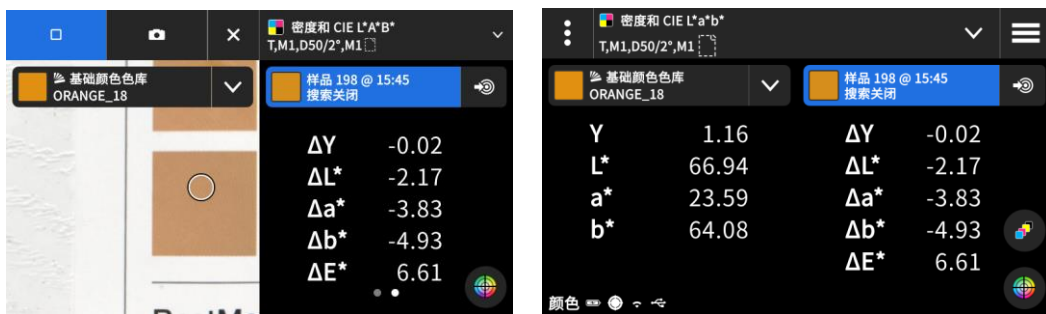 密度和 CIE L*A*B*
T,M1,D50/2°,M1
基础颜色色库
ORANGE_18
样品 198 @ 15:45
搜索关闭
ΔY -0.02
ΔL* -2.17
Δa* -3.83
Δb* -4.93
ΔE* 6.61
密度和 CIE L*a*b*
T,M1,D50/2°,M1
基础颜色色库
ORANGE_18
样品 198 @ 15:45
搜索关闭
Y 1.16 ΔY -0.02
L* 66.94 ΔL* -2.17
a* 23.59 Δa* -3.83
b* 64.08 Δb* -4.93
ΔE* 6.61
颜色